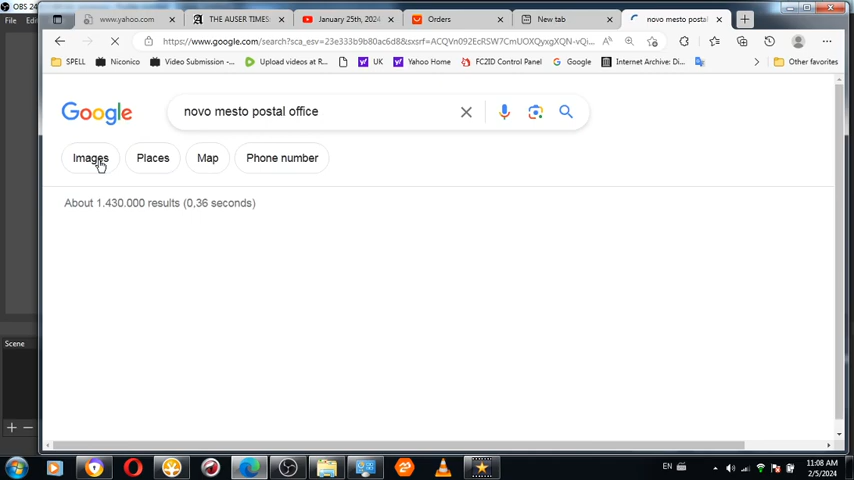 OBS 24
File Edi
www.yahoo.com
THE AUSER TIMES:
January 25th, 2024
Orders
New tab
novo mesto postal
https://www.google.com/search?sca_esv=23e333b9b80ac6d8&sxsrf=ACQVn092EcRSW7CmUOXQyxgXQN-vQi...
SPELL
Niconico
Video Submission -...
Upload videos at R...
UK
Yahoo Home
FC2ID Control Panel
Google
Internet Archive: Di...
Other favorites
Google
novo mesto postal office
Images Places Map Phone number
About 1.430.000 results (0,36 seconds)
Scene
EN
11:08 AM
2/5/2024